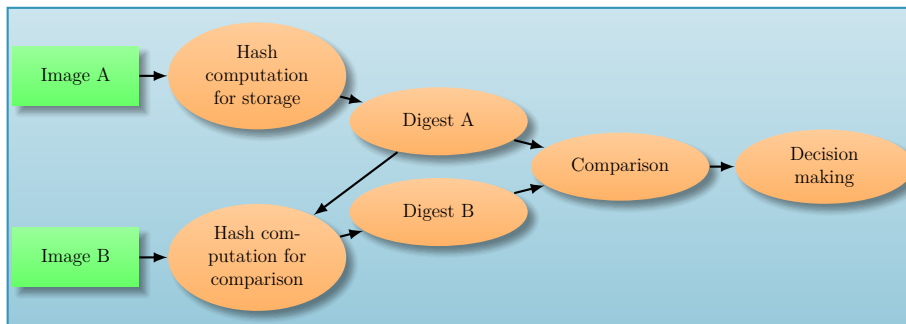 Image A
Hash
computation
for storage
Digest A
Comparison
Decision
making
Digest B
Image B
Hash com-
putation for
comparison